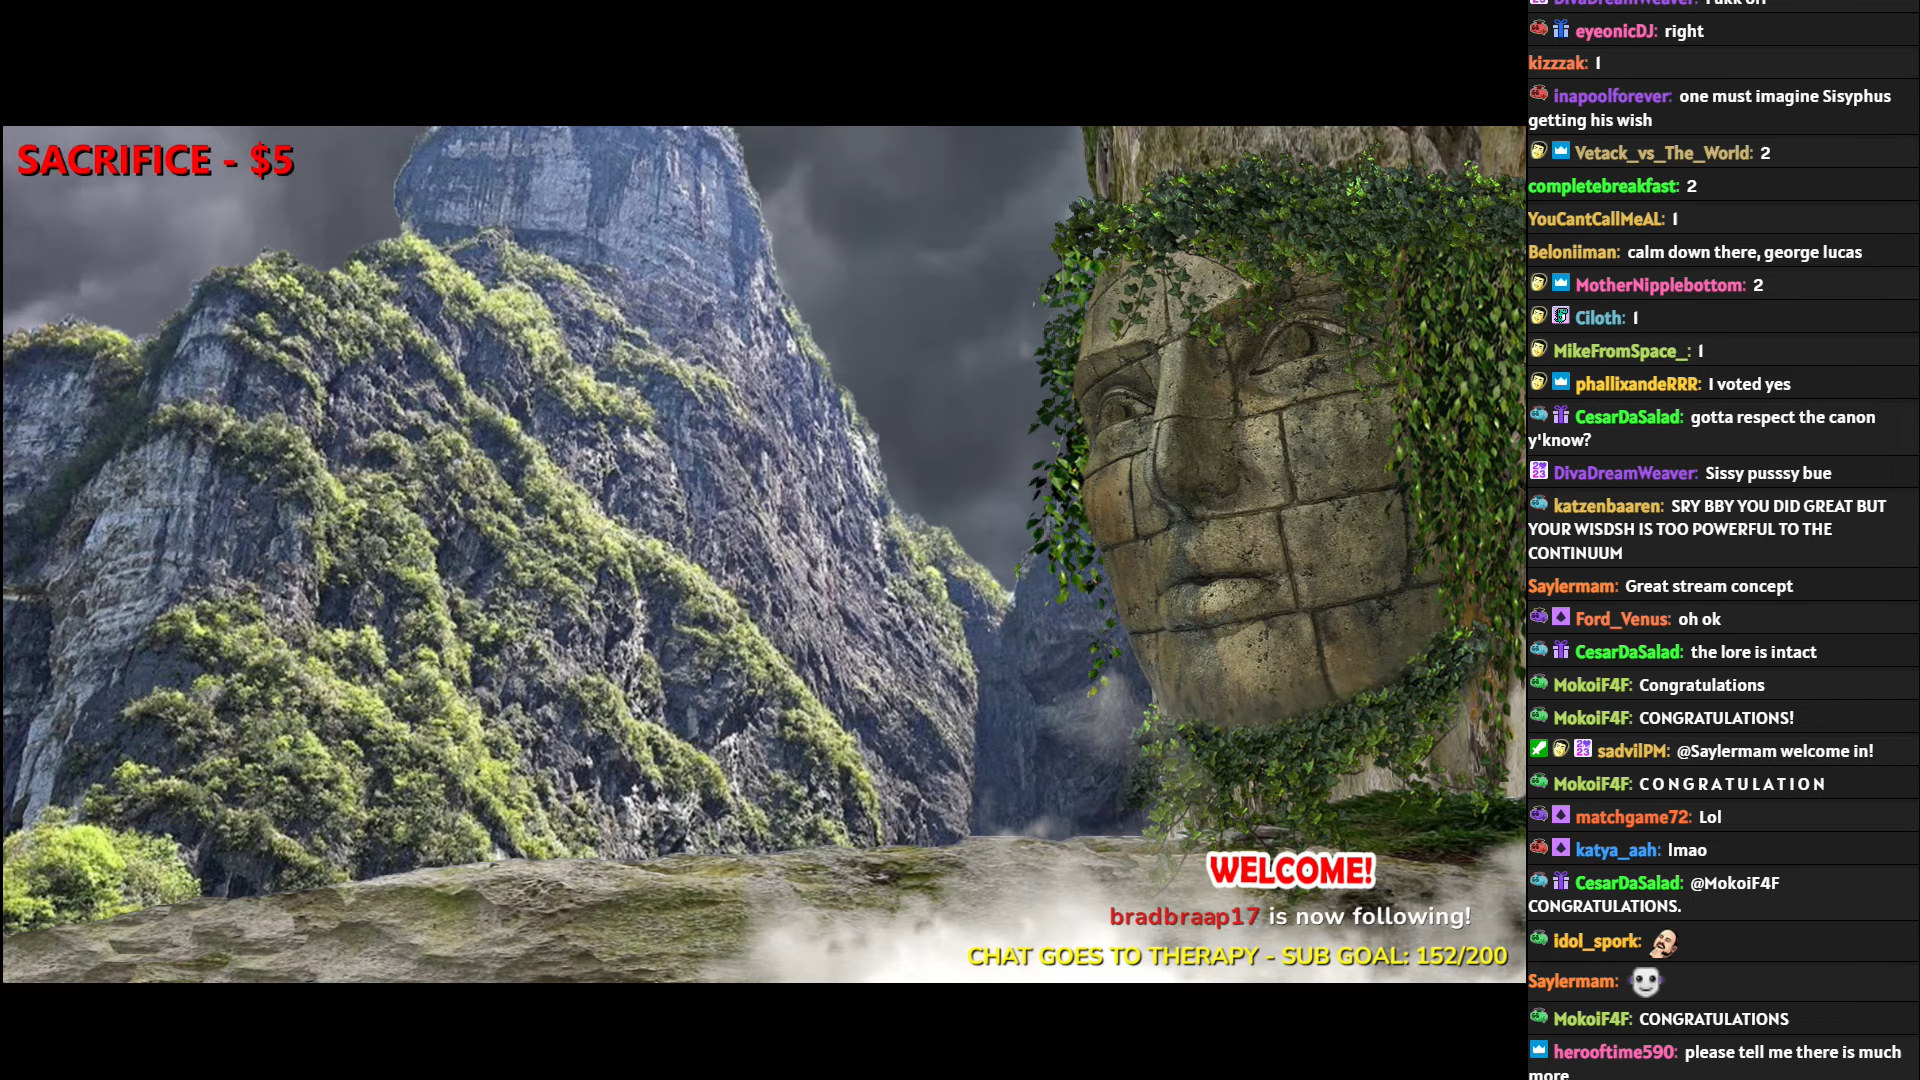 SACRIFICE - $5
WELCOME!
bradbraap17 is now following!
CHAT GOES TO THERAPY - SUB GOAL: 152/200
eyeonicDJ: right
kizzzak: 1
inapoolforever: one must imagine Sisyphus
getting his wish
Vetack_vs_The_World: 2
completebreakfast: 2
YouCantCallMeAL: 1
Beloniiman: calm down there, george lucas
MotherNipplebottom: 2
Ciloth: 1
MikeFromSpace_: 1
phallixandeRRR: I voted yes
CesarDaSalad: gotta respect the canon
y'know?
DivaDreamWeaver: Sissy pusssy bue
katzenbaaren: SRY BBY YOU DID GREAT BUT
YOUR WISDSH IS TOO POWERFUL TO THE
CONTINUUM
Saylermam: Great stream concept
Ford_Venus: oh ok
CesarDaSalad: the lore is intact
MokoiF4F: Congratulations
MokoiF4F: CONGRATULATIONS!
sadvilPM: @Saylermam welcome in!
MokoiF4F: C O N G R A T U L A T I O N
matchgame72: Lol
katya_aah: lmao
CesarDaSalad: @MokoiF4F
CONGRATULATIONS.
idol_spork:
Saylermam:
MokoiF4F: CONGRATULATIONS
herooftime590: please tell me there is much
more